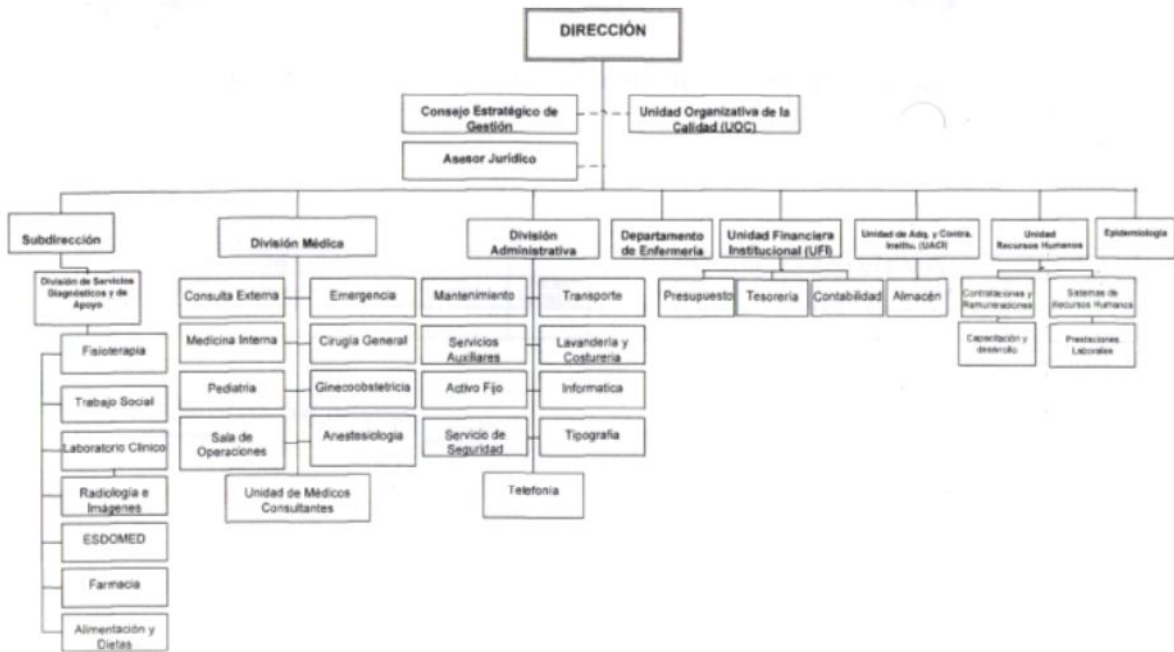 DIRECCIÓN
Consejo Estratégico de
Gestión
Unidad Organizativa de la
Calidad (UOC)
Asesor Jurídico
Subdirección
División Médica
División
Administrativa
Departamento
de Enfermería
Unidad Financiera
Institucional (UFI)
Unidad de Adq. y Contra.
Institu, (UACI)
Unidad
Recursos Humanos
Epidemiología
División de Servicios
Diagnósticos y de
Apoyo
Fisioterapia
Trabajo Social
Laboratorio Clínico
Radiología e
Imágenes
ESDOMED
Farmacia
Alimentación y
Dietas
Consulta Externa
Emergencia
Medicina Interna
Cirugía General
Pediatría
Ginecoobstetricia
Sala de
Operaciones
Anestesiología
Unidad de Médicos
Consultantes
Mantenimiento
Transporte
Servicios
Auxiliares
Lavandería y
Costurería
Activo Fijo
Informatica
Servicio de
Seguridad
Tipografía
Telefonía
Presupuesto
Tesorería
Contabilidad
Almacén
Contrataciones y
Remuneraciones
Sistemas de
Recursos Humanos
Capacitación y
desarrollo
Prestaciones
Laborales